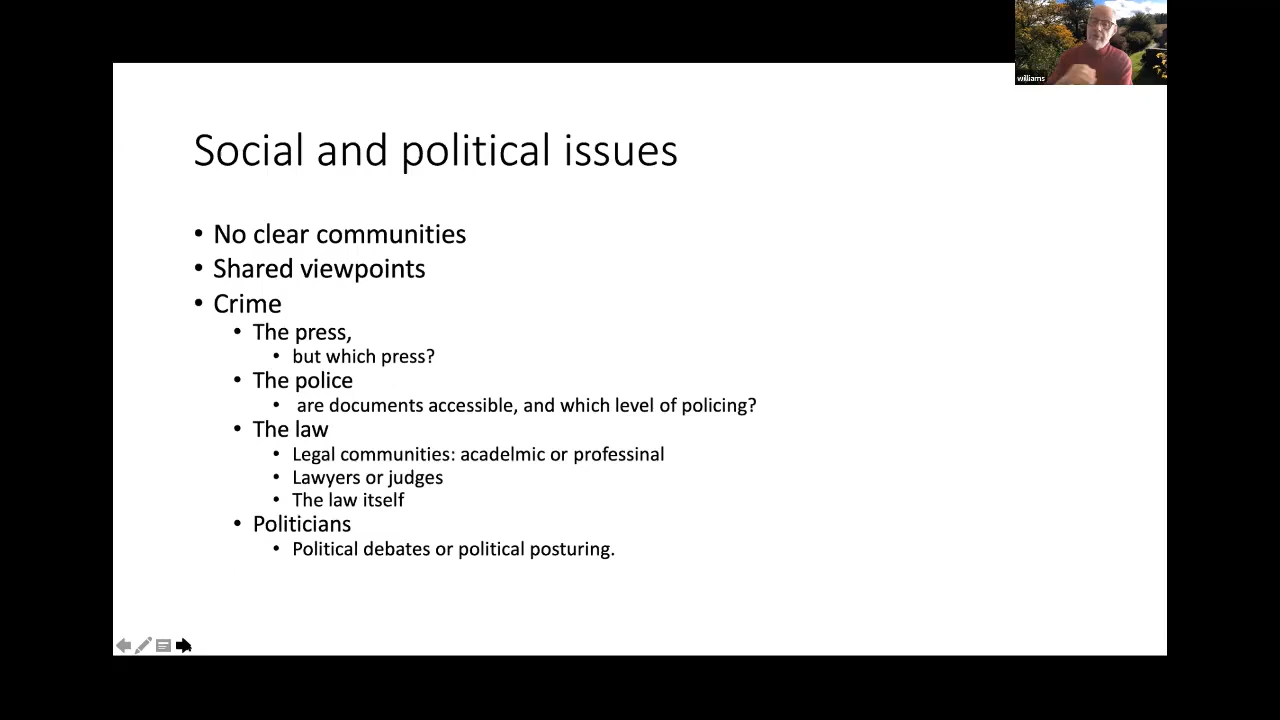 williams
Social and political issues
• No clear communities
• Shared viewpoints
• Crime
• The press,
• but which press?
• The police
• are documents accessible, and which level of policing?
• The law
• Legal communities: acadelmic or professinal
• Lawyers or judges
• The law itself
• Politicians
• Political debates or political posturing.